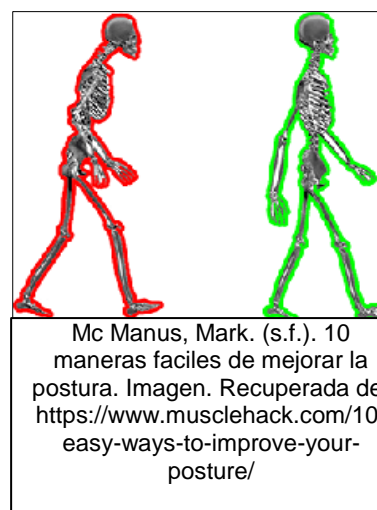 Mc Manus, Mark. (s.f.). 10
maneras faciles de mejorar la
postura. Imagen. Recuperada de
https://www.musclehack.com/10
easy-ways-to-improve-your-
posture/